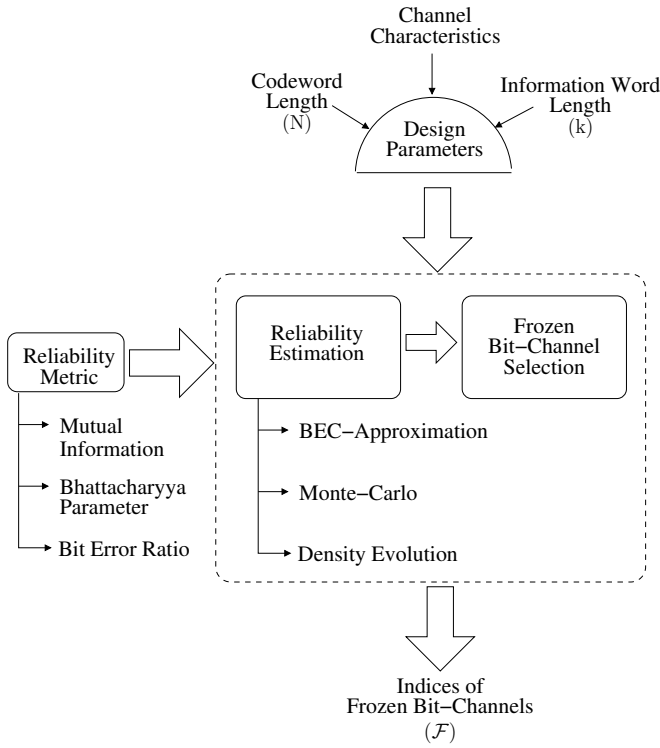 Channel
Characteristics
Codeword
Length
(N)
Information Word
Length
(k)
Design
Parameters
Reliability
Metric
Mutual
Information
Bhattacharyya
Parameter
Bit Error Ratio
Reliability
Estimation
Frozen
Bit−Channel
Selection
BEC−Approximation
Monte−Carlo
Density Evolution
Indices of
Frozen Bit−Channels
(ℱ)